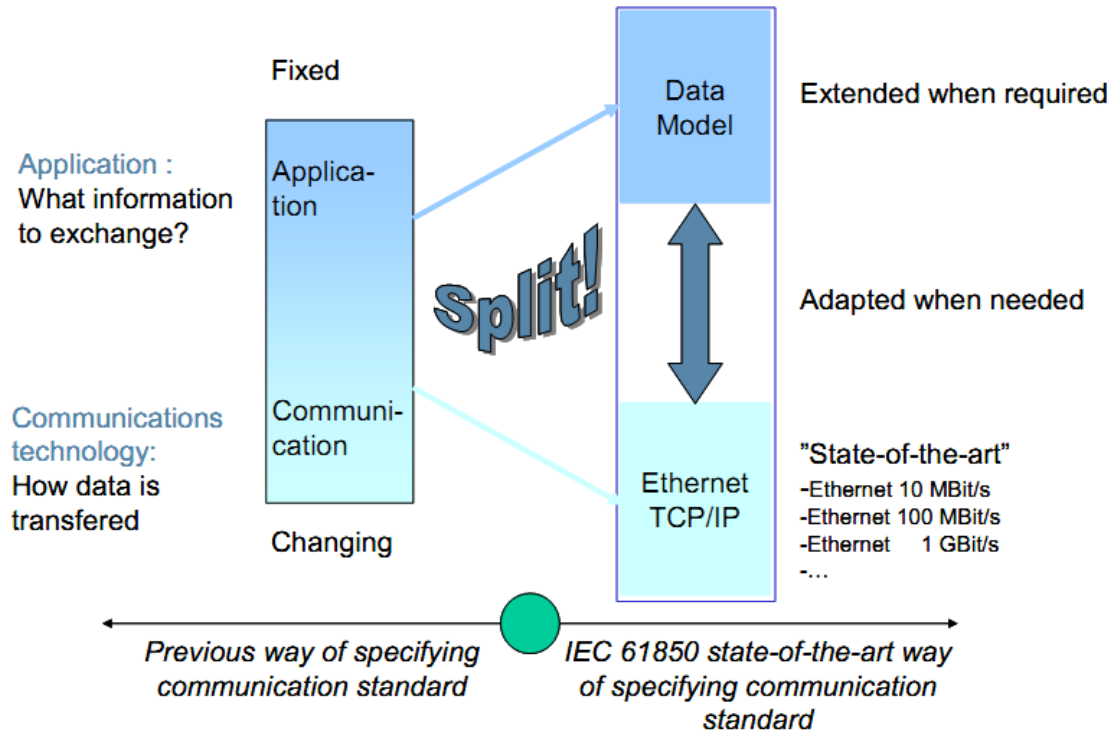 Fixed
Application :
What information
to exchange?
Applica-
tion
Communications
technology:
How data is
transfered
Communi-
cation
Changing
Split!
Data
Model
Extended when required
Adapted when needed
Ethernet
TCP/IP
"State-of-the-art"
-Ethernet 10 MBit/s
-Ethernet 100 MBit/s
-Ethernet 1 GBit/s
-...
Previous way of specifying
communication standard
IEC 61850 state-of-the-art way
of specifying communication
standard